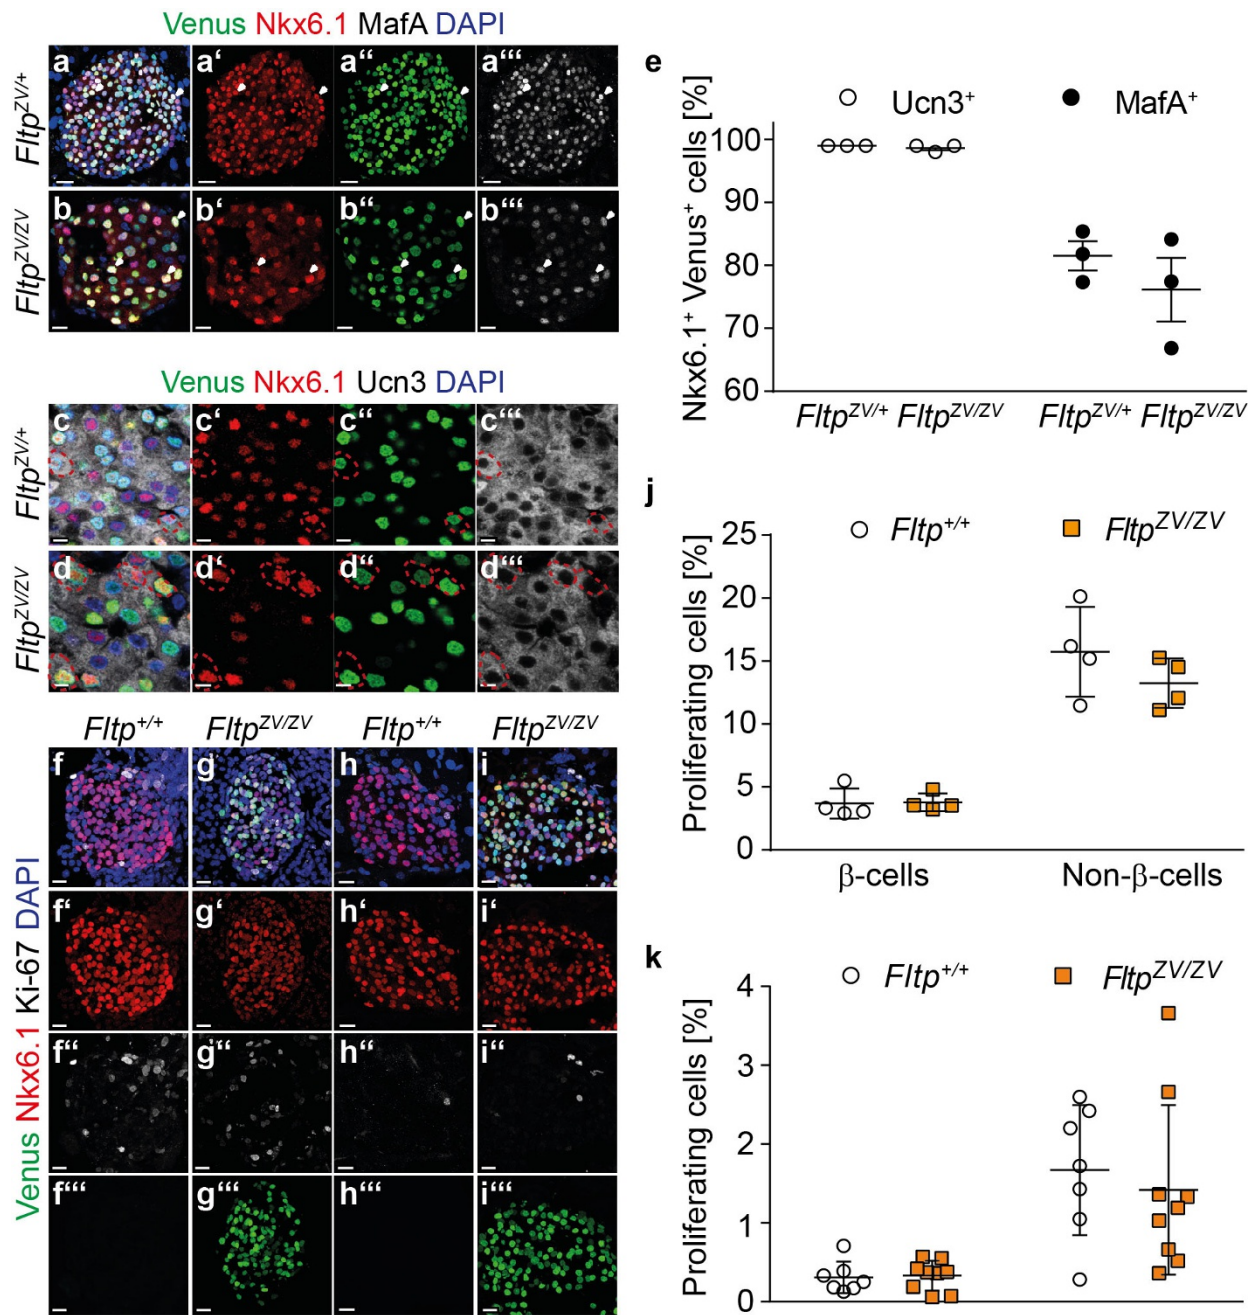 Venus Nkx6.1 MafA DAPI
Fltp^ZV/+
a a‘ a‘‘ a‘‘‘
Fltp^ZV/ZV
b b‘ b‘‘ b‘‘‘
Venus Nkx6.1 Ucn3 DAPI
Fltp^ZV/+
c c‘ c‘‘ c‘‘‘
Fltp^ZV/ZV
d d‘ d‘‘ d‘‘‘
Fltp^+/+ Fltp^ZV/ZV Fltp^+/+ Fltp^ZV/ZV
Venus Nkx6.1 Ki-67 DAPI
f g h i
f‘ g‘ h‘ i‘
f‘‘ g‘‘ h‘‘ i‘‘
f‘‘‘ g‘‘‘ h‘‘‘ i‘‘‘
e
Ucn3+ MafA+
Nkx6.1+ Venus+ cells [%]
100
90
80
70
60
Fltp^ZV/+ Fltp^ZV/ZV Fltp^ZV/+ Fltp^ZV/ZV
j
Fltp^+/+ Fltp^ZV/ZV
Proliferating cells [%]
25
20
15
10
5
0
β-cells Non-β-cells
k
Fltp^+/+ Fltp^ZV/ZV
Proliferating cells [%]
4
3
2
1
0